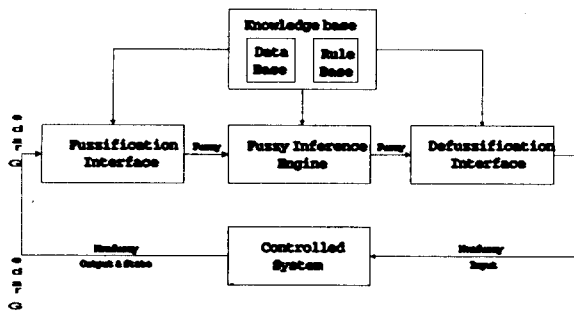 Knowledge base
Data
Base
Rule
Base
Fuzzification
Interface
Fuzzy
Fuzzy Inference
Engine
Fuzzy
Defuzzification
Interface
Nonfuzzy
Output & State
Controlled
System
Nonfuzzy
Input